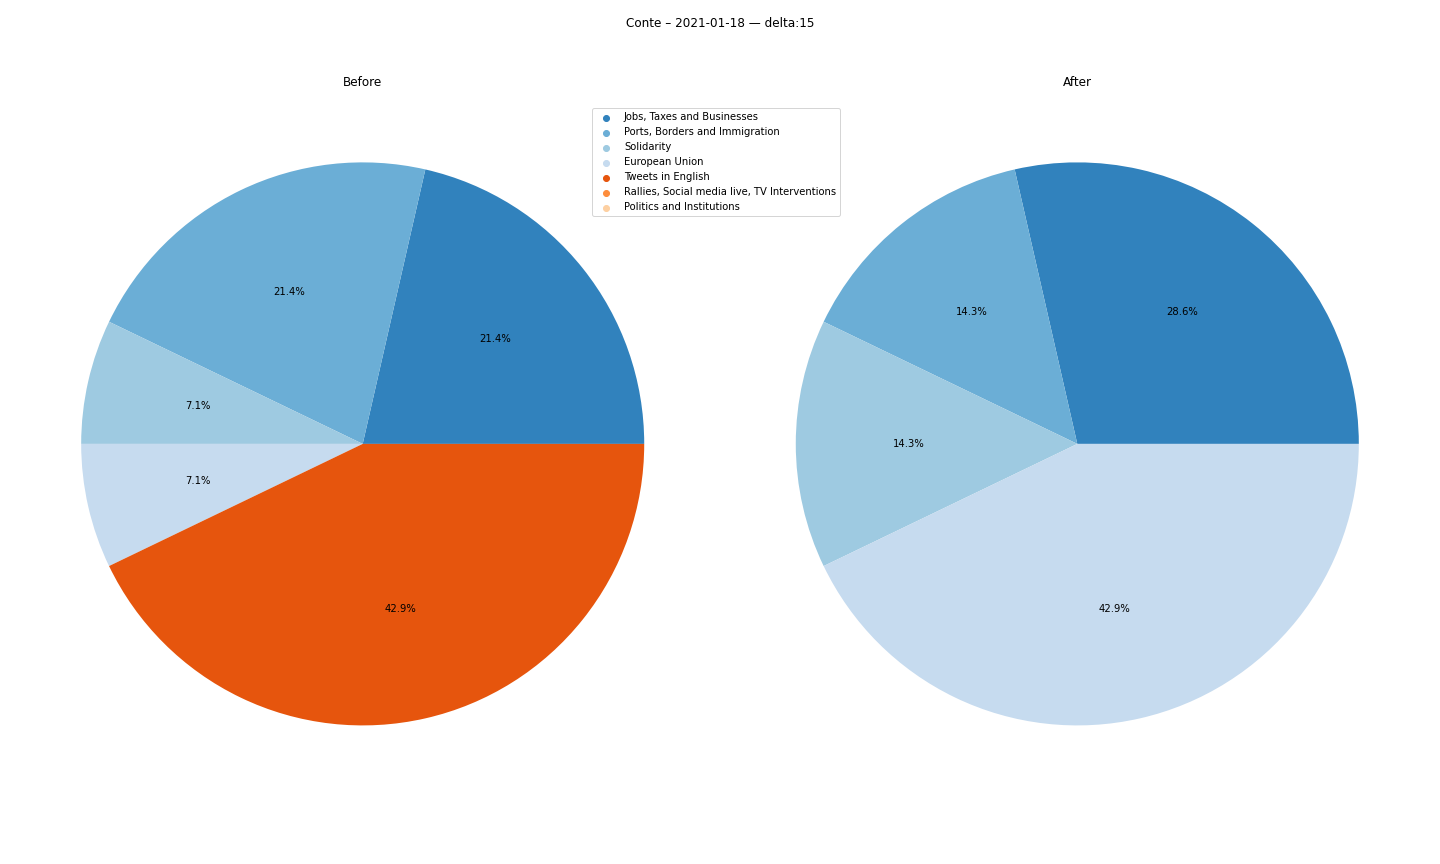 Conte – 2021-01-18 — delta:15
Before
After
Jobs, Taxes and Businesses
Ports, Borders and Immigration
Solidarity
European Union
Tweets in English
Rallies, Social media live, TV Interventions
Politics and Institutions
21.4%
21.4%
7.1%
7.1%
42.9%
28.6%
14.3%
14.3%
42.9%